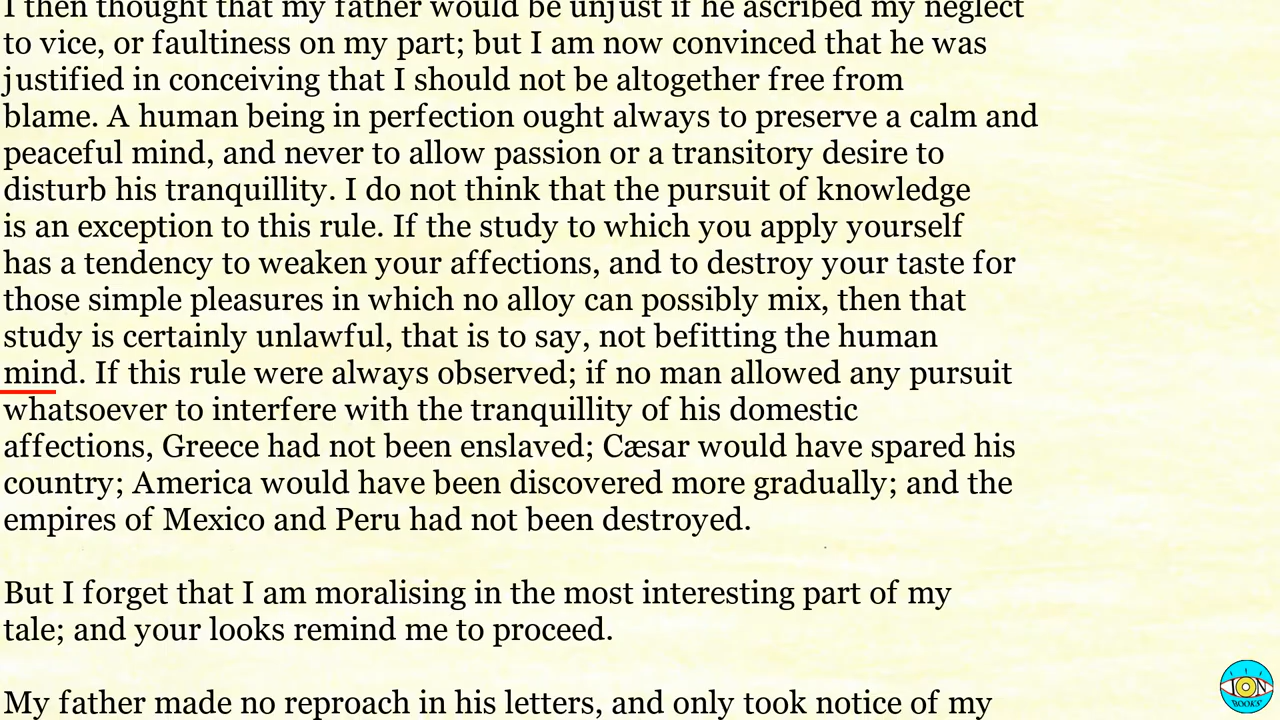 I then thought that my father would be unjust if he ascribed my neglect
to vice, or faultiness on my part; but I am now convinced that he was
justified in conceiving that I should not be altogether free from
blame. A human being in perfection ought always to preserve a calm and
peaceful mind, and never to allow passion or a transitory desire to
disturb his tranquillity. I do not think that the pursuit of knowledge
is an exception to this rule. If the study to which you apply yourself
has a tendency to weaken your affections, and to destroy your taste for
those simple pleasures in which no alloy can possibly mix, then that
study is certainly unlawful, that is to say, not befitting the human
mind. If this rule were always observed; if no man allowed any pursuit
whatsoever to interfere with the tranquillity of his domestic
affections, Greece had not been enslaved; Cæsar would have spared his
country; America would have been discovered more gradually; and the
empires of Mexico and Peru had not been destroyed.
But I forget that I am moralising in the most interesting part of my
tale; and your looks remind me to proceed.
My father made no reproach in his letters, and only took notice of my
ION
BOOKS